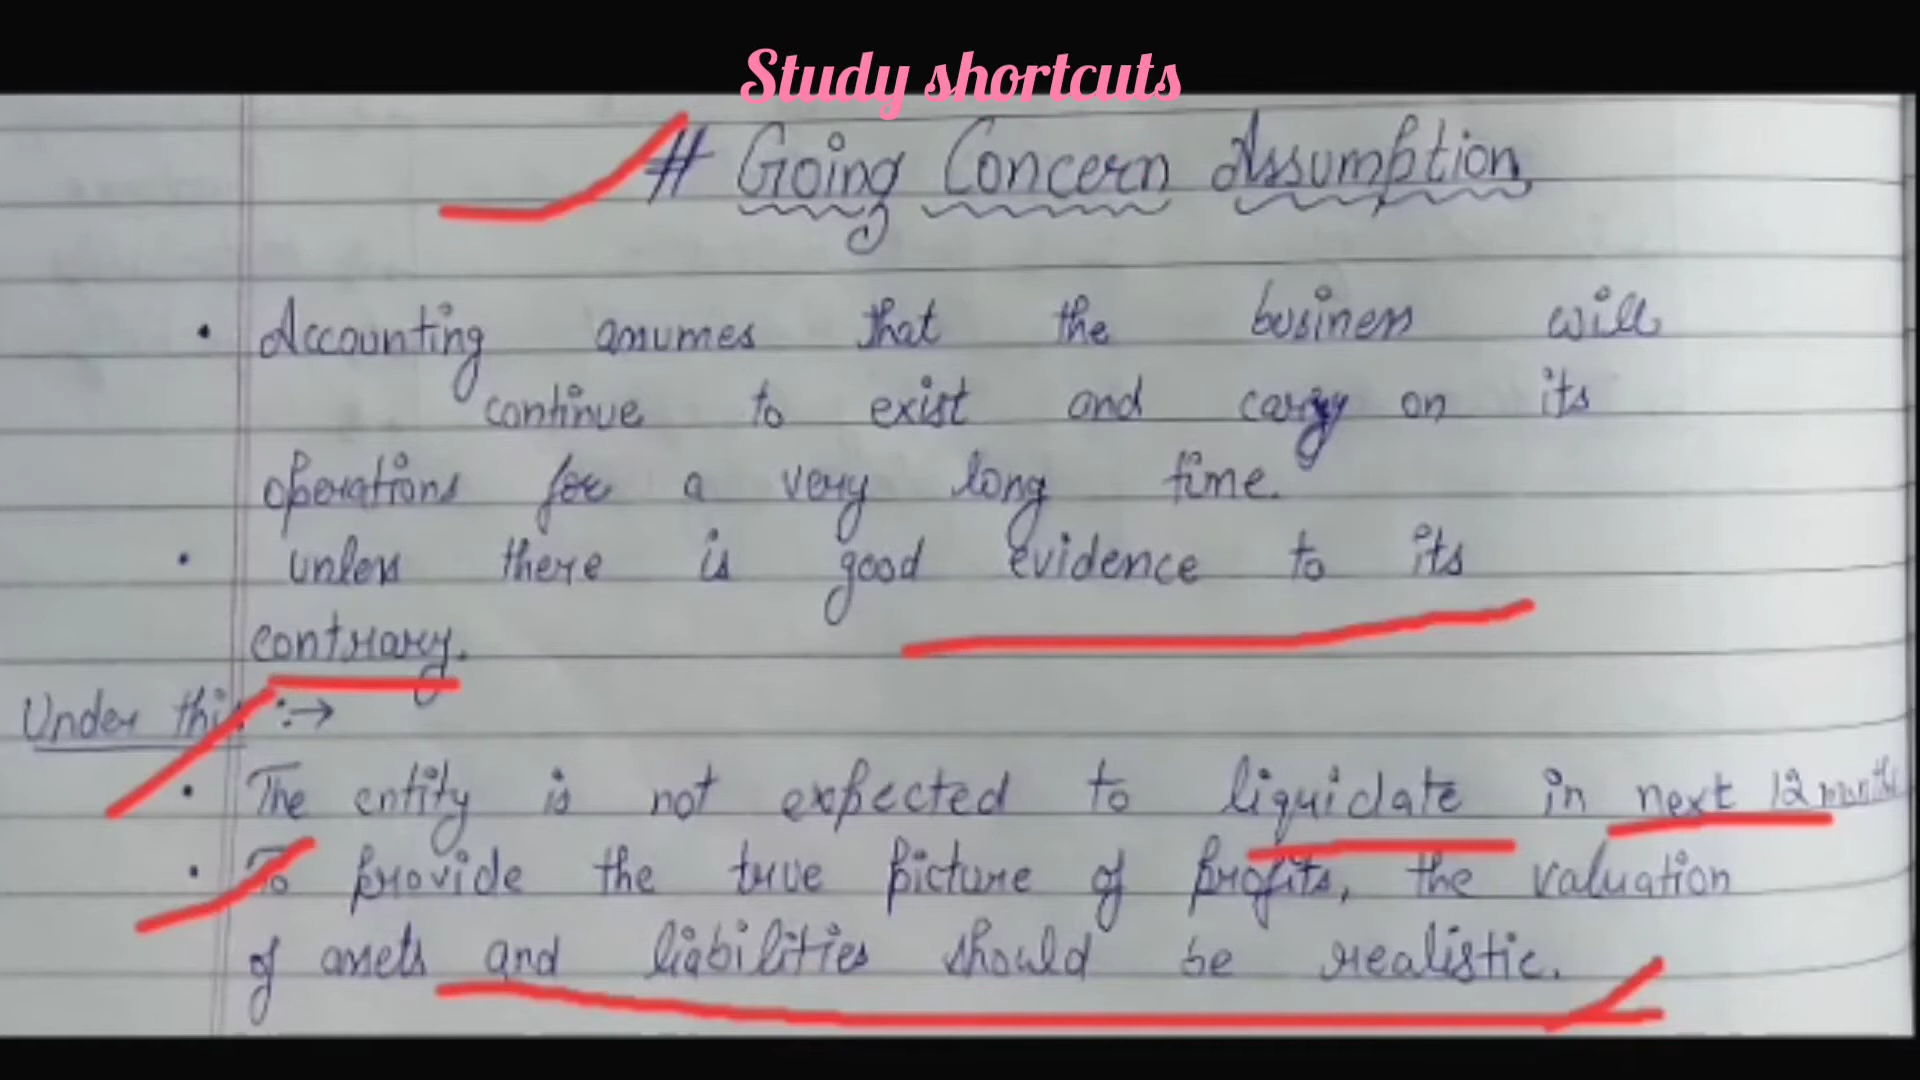 Study shortcuts
# Going Concern Assumption
• Accounting assumes that the business will
continue to exist and carry on its
operations for a very long time.
• unless there is good evidence to its
contrary.
Under this :→
• The entity is not expected to liquidate in next 12 months
• To provide the true picture of profits, the valuation
of assets and liabilities should be realistic.